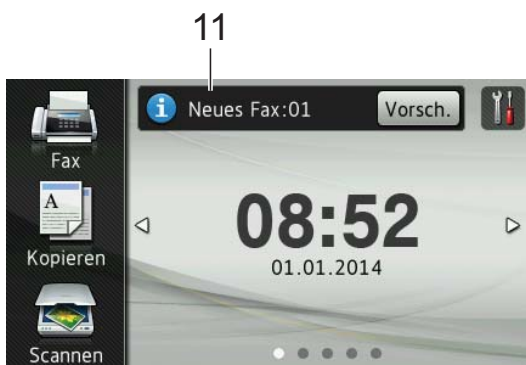 11
Neues Fax:01 Vorsch.
Fax
A
Kopieren
08:52
01.01.2014
Scannen